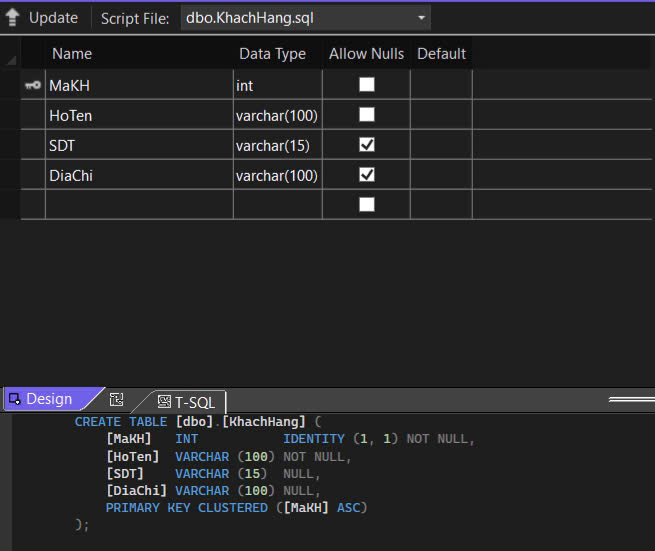 Update Script File: dbo.KhachHang.sql
Name Data Type Allow Nulls Default
MaKH int
HoTen varchar(100)
SDT varchar(15)
DiaChi varchar(100)
Design T-SQL
CREATE TABLE [dbo].[KhachHang] (
[MaKH] INT IDENTITY (1, 1) NOT NULL,
[HoTen] VARCHAR (100) NOT NULL,
[SDT] VARCHAR (15) NULL,
[DiaChi] VARCHAR (100) NULL,
PRIMARY KEY CLUSTERED ([MaKH] ASC)
);